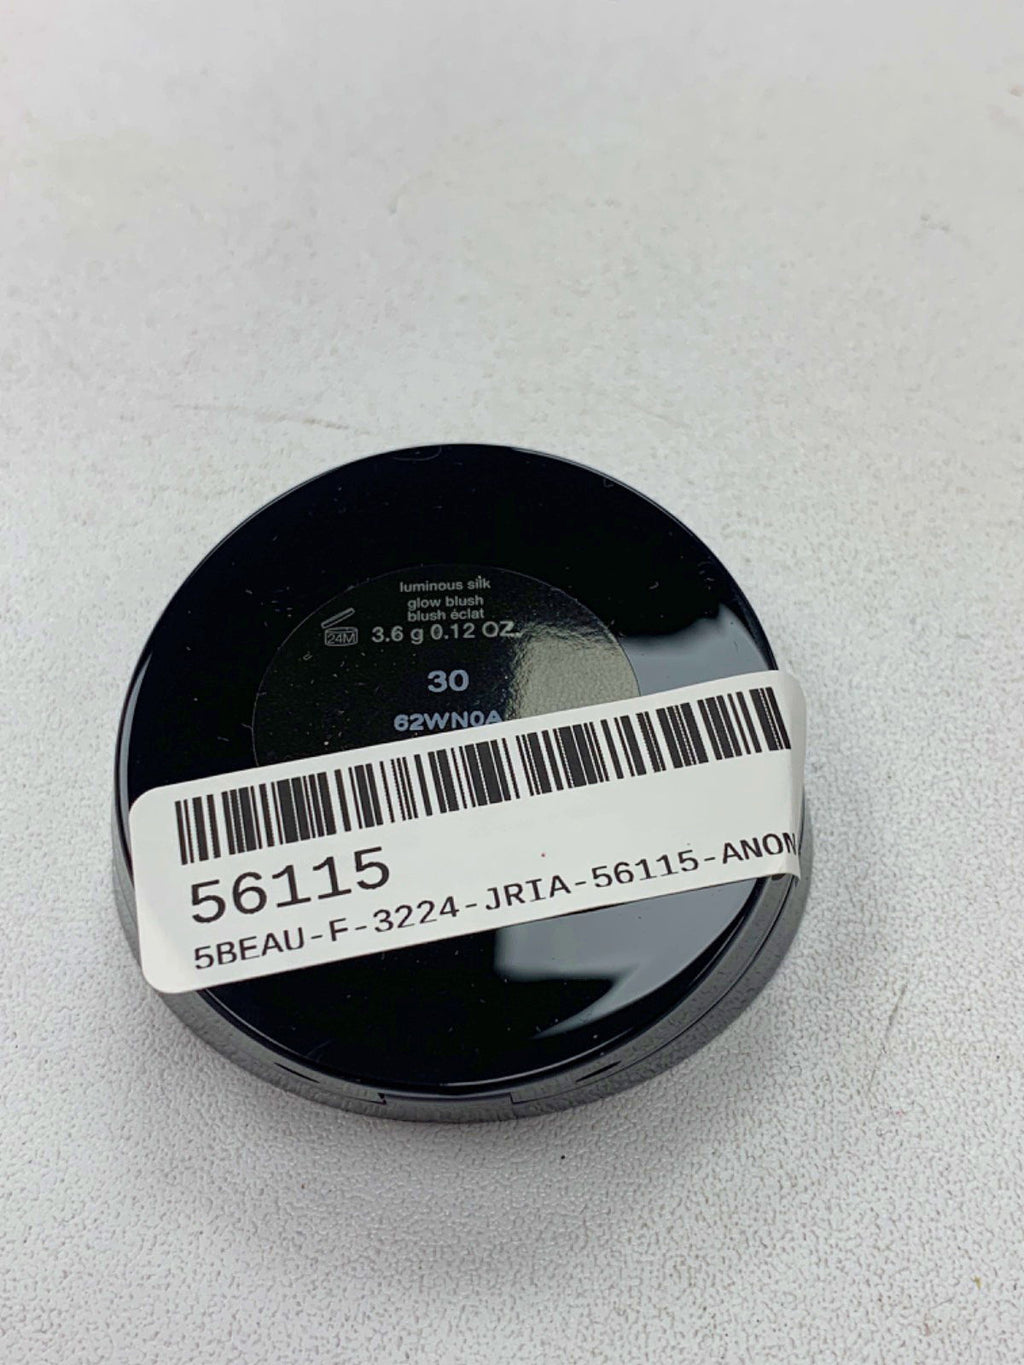 luminous silk
glow blush
blush éclat
24M 3.6 g 0.12 OZ.
30
62WN0A
56115
5BEAU-F-3224-JRIA-56115-ANON